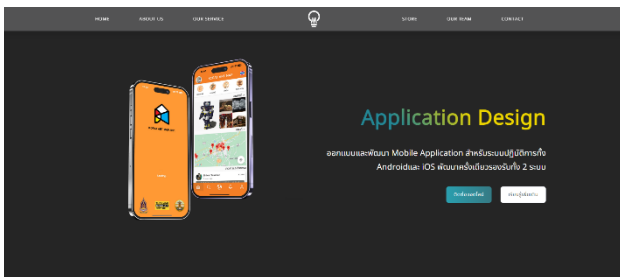 HOME ABOUT US OUR SERVICE STORE OUR TEAM CONTACT
Application Design
ออกแบบและพัฒนา Mobile Application สำหรับระบบปฏิบัติการทั้ง
Androidและ iOS พัฒนาครั้งเดียวรองรับทั้ง 2 ระบบ